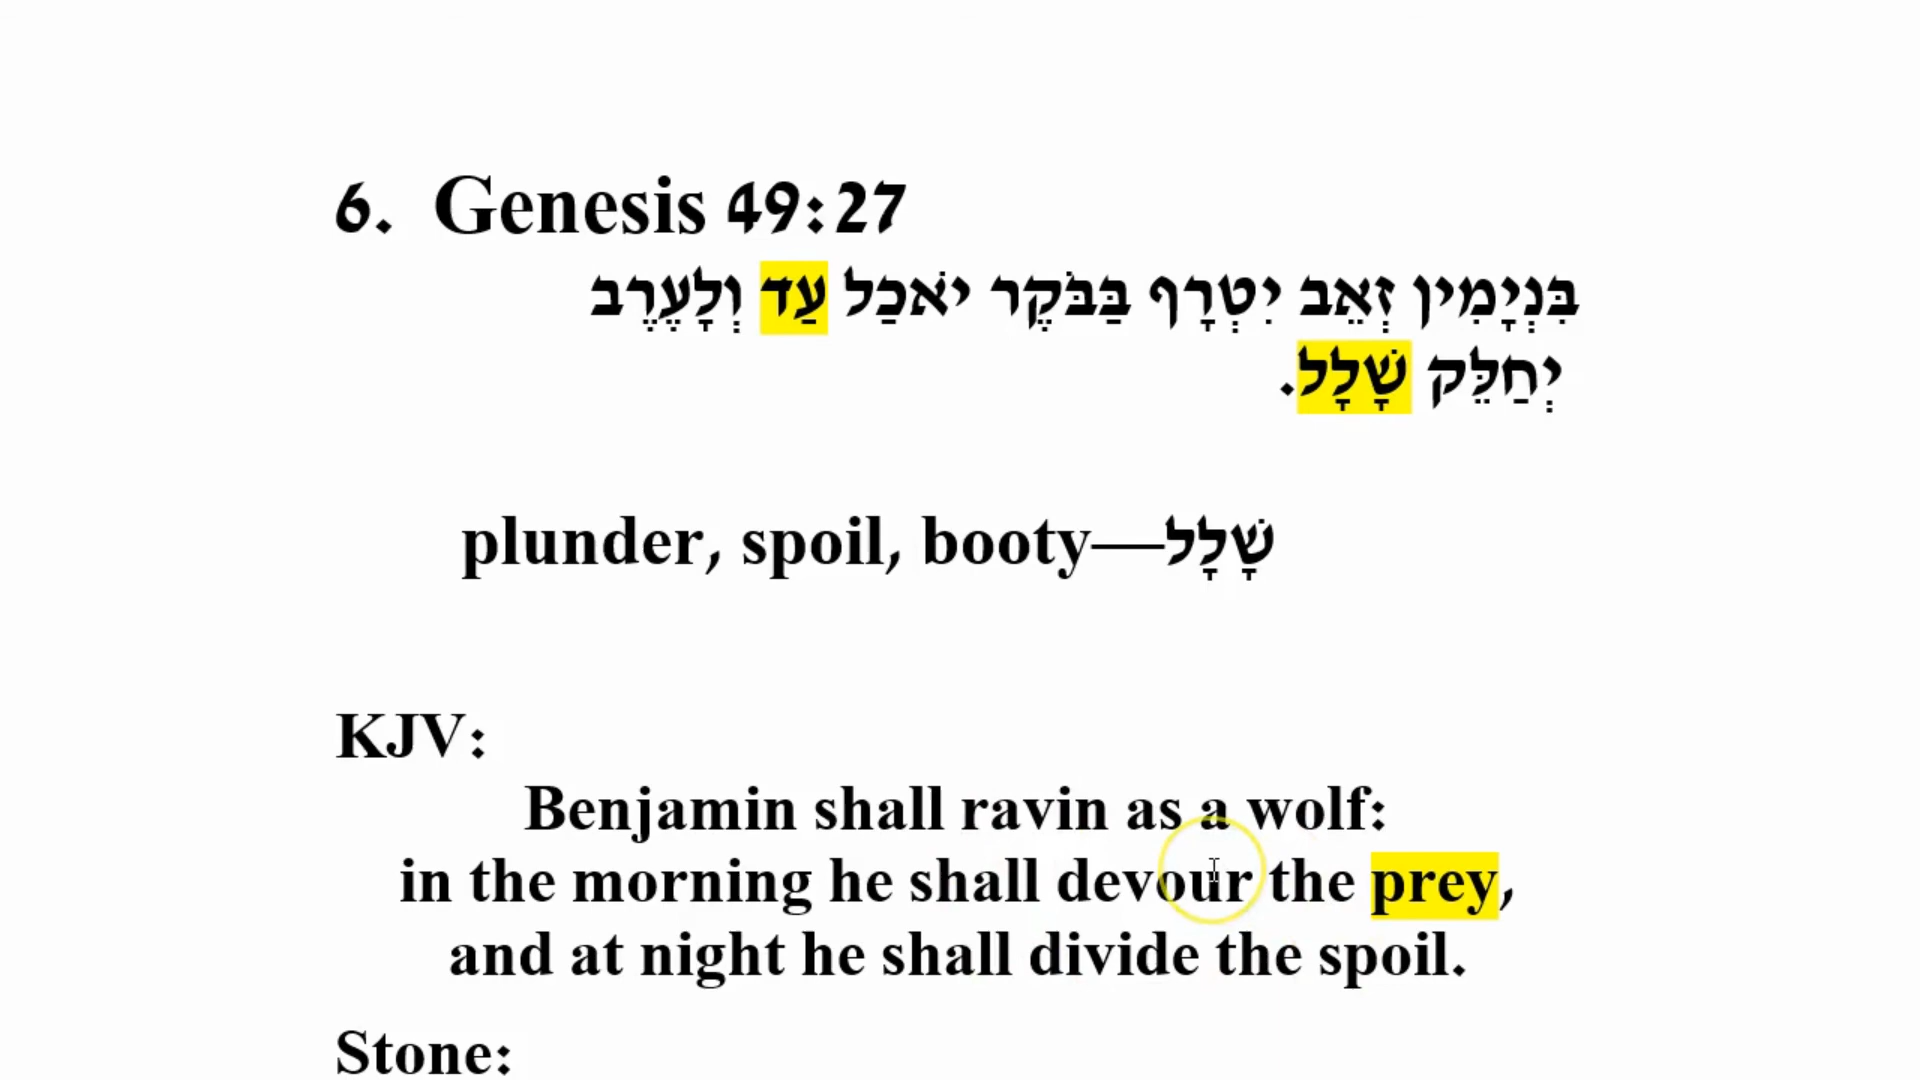 6. Genesis 49:27
בִּנְיָמִין זְאֵב יִטְרָף בַּבֹּקֶר יֹאכַל עַד וְלָעֶרֶב
יְחַלֵּק שָׁלָל.
plunder, spoil, booty—שָׁלָל
KJV:
Benjamin shall ravin as a wolf:
in the morning he shall devour the prey,
and at night he shall divide the spoil.
Stone: